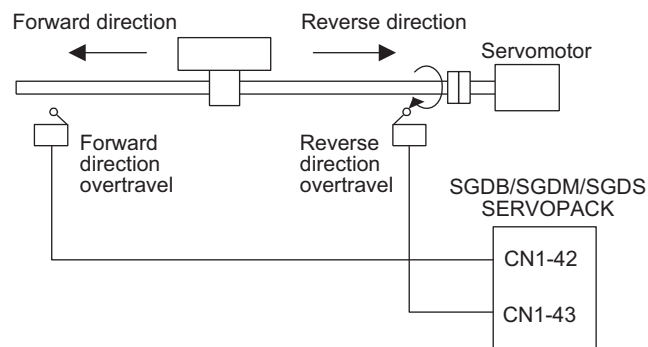 Forward direction
Reverse direction
Servomotor
Forward
direction
overtravel
Reverse
direction
overtravel
SGDB/SGDM/SGDS
SERVOPACK
CN1-42
CN1-43